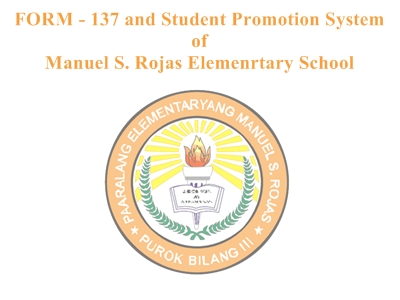 FORM - 137 and Student Promotion System
of
Manuel S. Rojas Elemenrtary School
PAARALANG ELEMENTARYANG MANUEL S. ROJAS
PUROK BILANG III